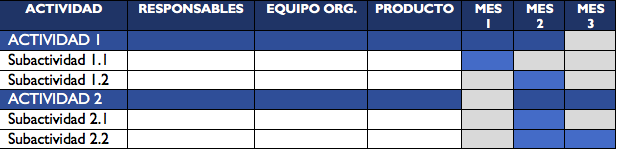 ACTIVIDAD RESPONSABLES EQUIPO ORG. PRODUCTO MES 1 MES 2 MES 3
ACTIVIDAD 1
Subactividad 1.1
Subactividad 1.2
ACTIVIDAD 2
Subactividad 2.1
Subactividad 2.2